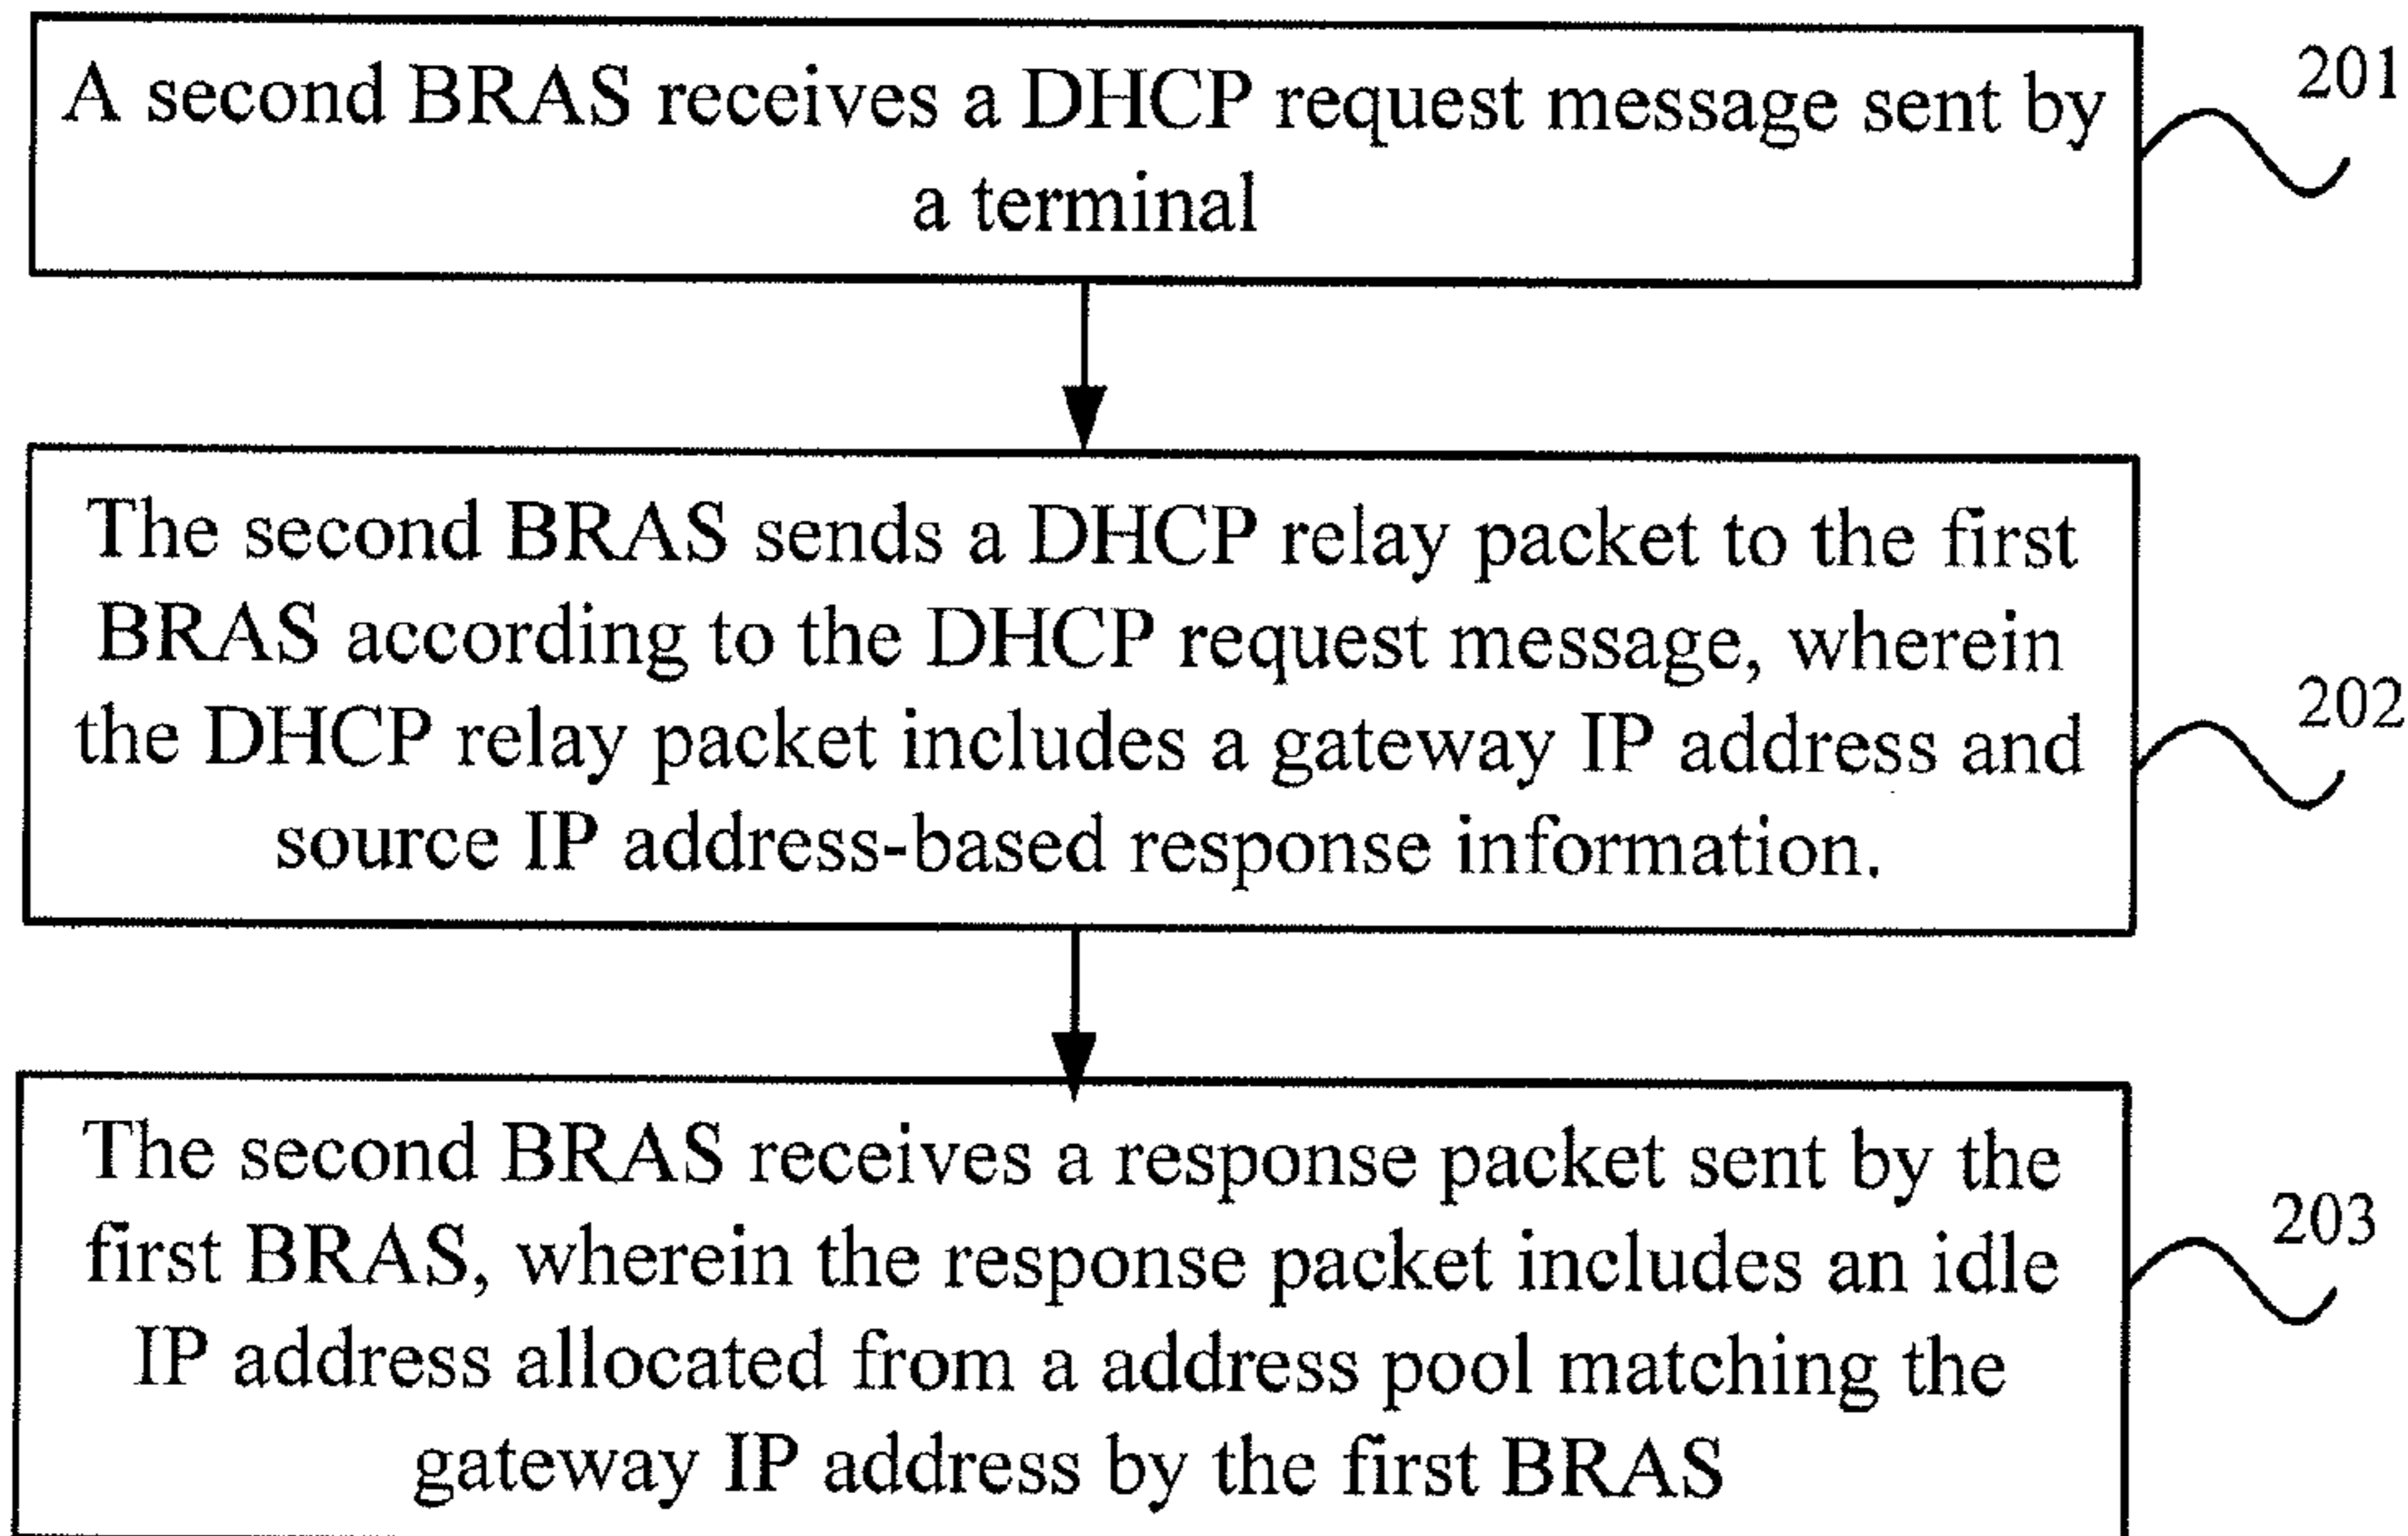 A second BRAS receives a DHCP request message sent by
a terminal
201
The second BRAS sends a DHCP relay packet to the first
BRAS according to the DHCP request message, wherein
the DHCP relay packet includes a gateway IP address and
source IP address-based response information.
202
The second BRAS receives a response packet sent by the
first BRAS, wherein the response packet includes an idle
IP address allocated from a address pool matching the
gateway IP address by the first BRAS
203